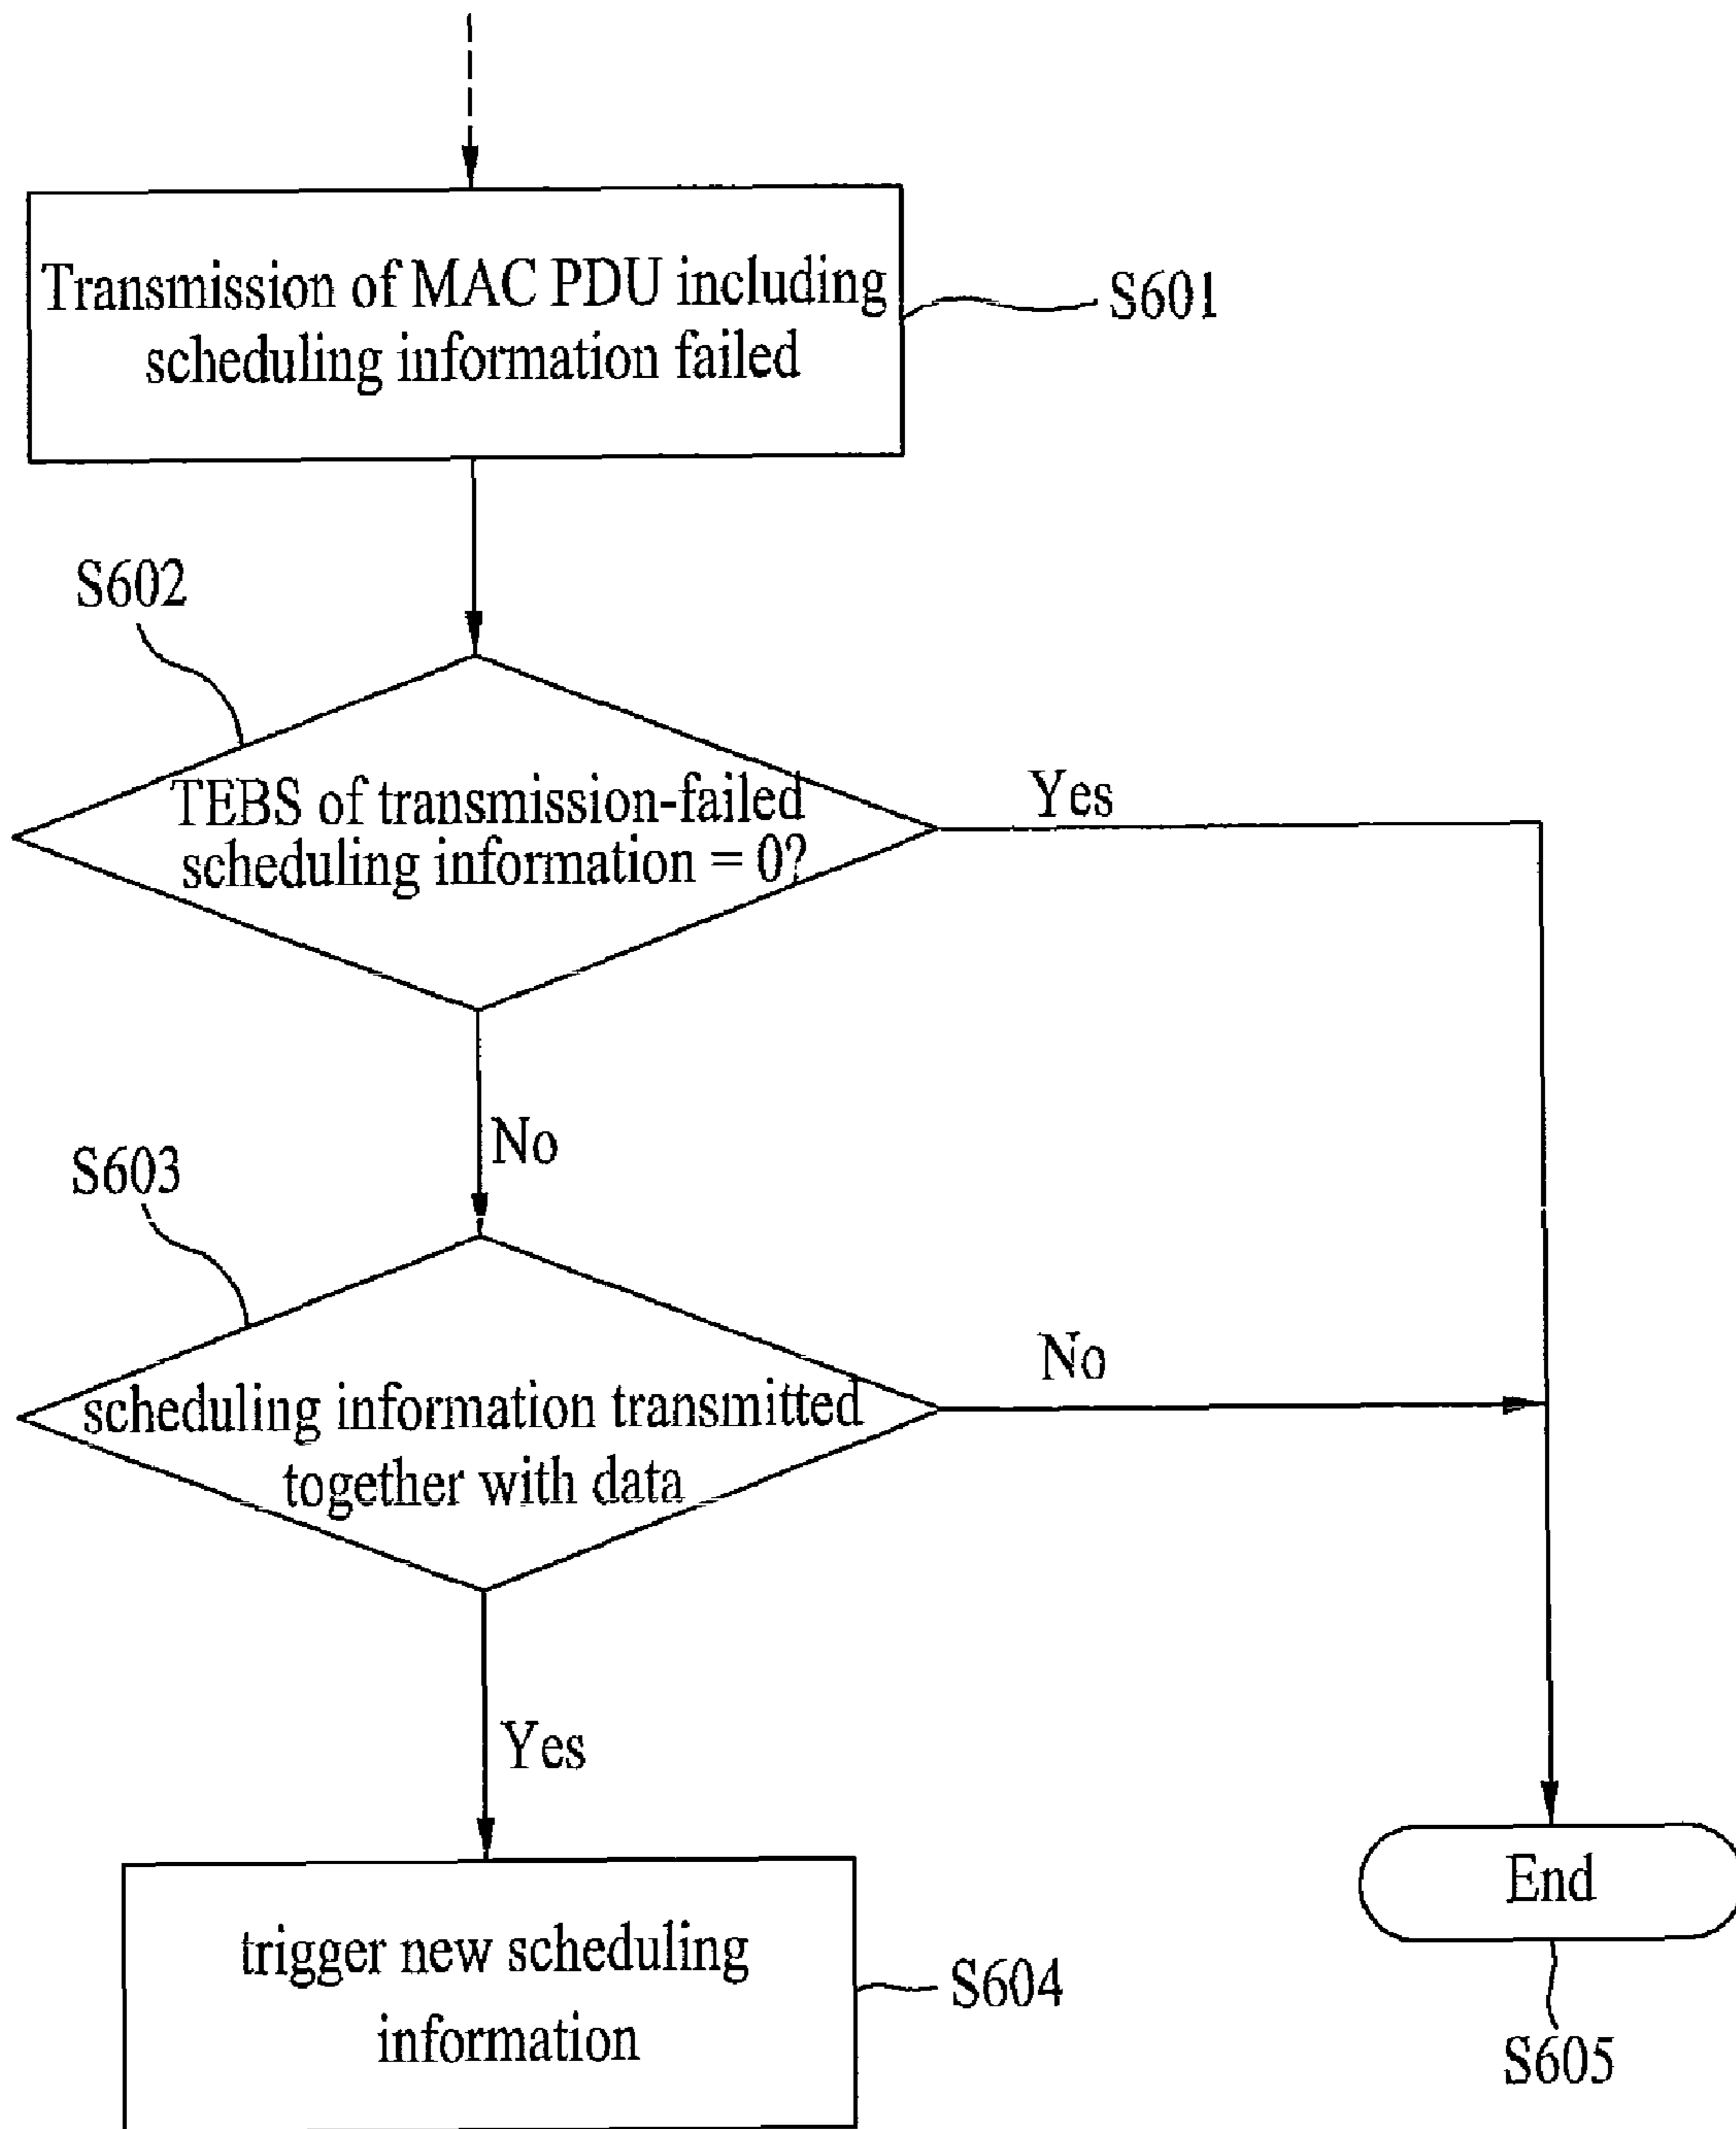 Transmission of MAC PDU including
scheduling information failed
S601
S602
TEBS of transmission-failed
scheduling information = 0?
Yes
No
S603
scheduling information transmitted
together with data
No
Yes
trigger new scheduling
information
S604
End
S605